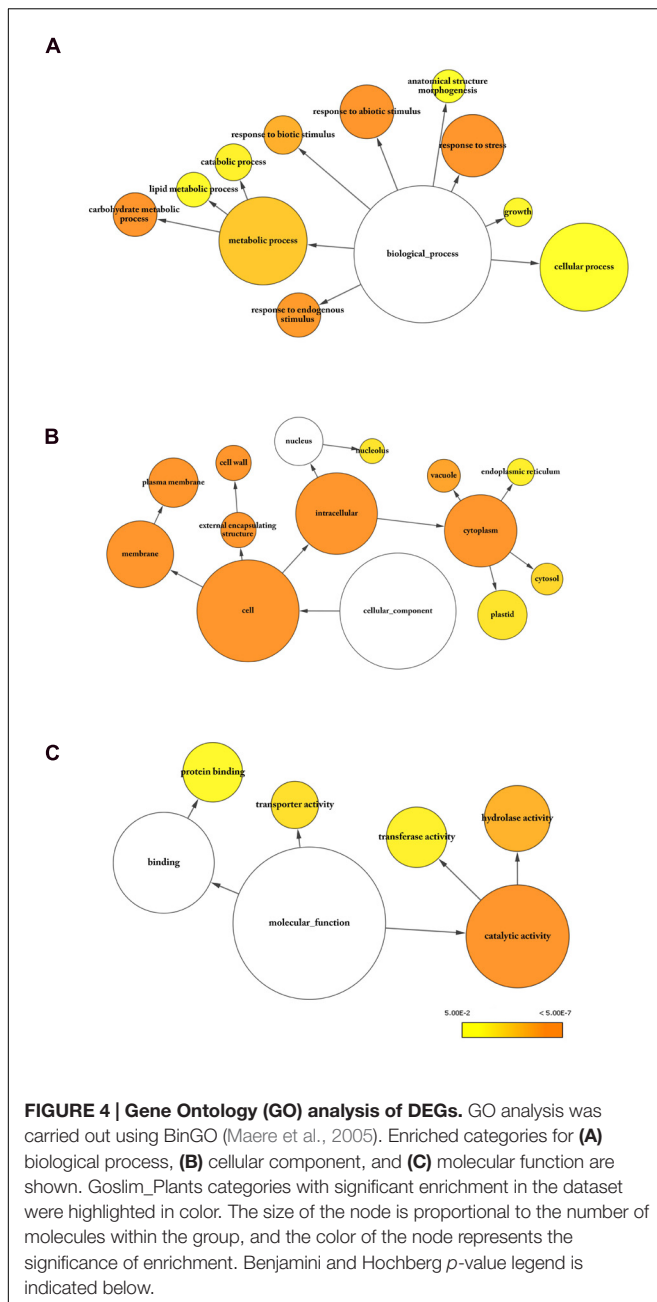 A
anatomical structure
morphogenesis
response to abiotic stimulus
response to biotic stimulus
response to stress
catabolic process
lipid metabolic process
carbohydrate metabolic
process
growth
metabolic process
biological_process
cellular process
response to endogenous
stimulus
B
nucleus
nucleolus
cell wall
endoplasmic reticulum
vacuole
plasma membrane
intracellular
external encapsulating
structure
cytoplasm
membrane
cytosol
cell
cellular_component
plastid
C
protein binding
transporter activity
hydrolase activity
transferase activity
binding
molecular_function
catalytic activity
5.00E-2 < 5.00E-7
FIGURE 4 | Gene Ontology (GO) analysis of DEGs. GO analysis was
carried out using BinGO (Maere et al., 2005). Enriched categories for (A)
biological process, (B) cellular component, and (C) molecular function are
shown. Goslim_Plants categories with significant enrichment in the dataset
were highlighted in color. The size of the node is proportional to the number of
molecules within the group, and the color of the node represents the
significance of enrichment. Benjamini and Hochberg p-value legend is
indicated below.